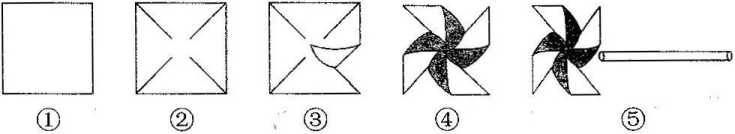 ① ② ③ ④ ⑤